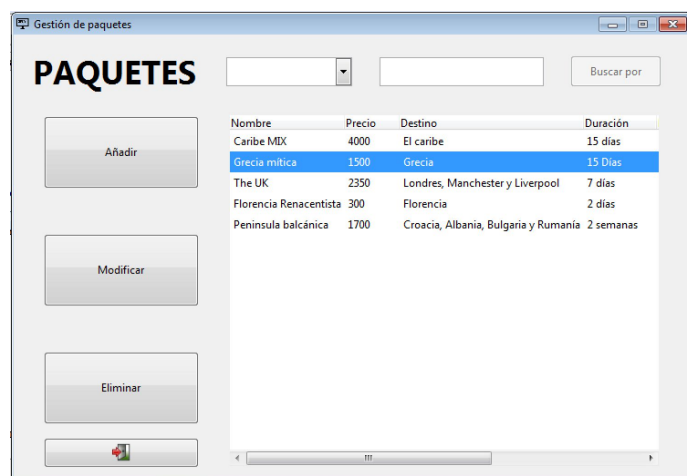 Gestión de paquetes
PAQUETES
Buscar por
Añadir
Modificar
Eliminar
Nombre Precio Destino Duración
Caribe MIX 4000 El caribe 15 días
Grecia mítica 1500 Grecia 15 Días
The UK 2350 Londres, Manchester y Liverpool 7 días
Florencia Renacentista 300 Florencia 2 días
Peninsula balcánica 1700 Croacia, Albania, Bulgaria y Rumanía 2 semanas